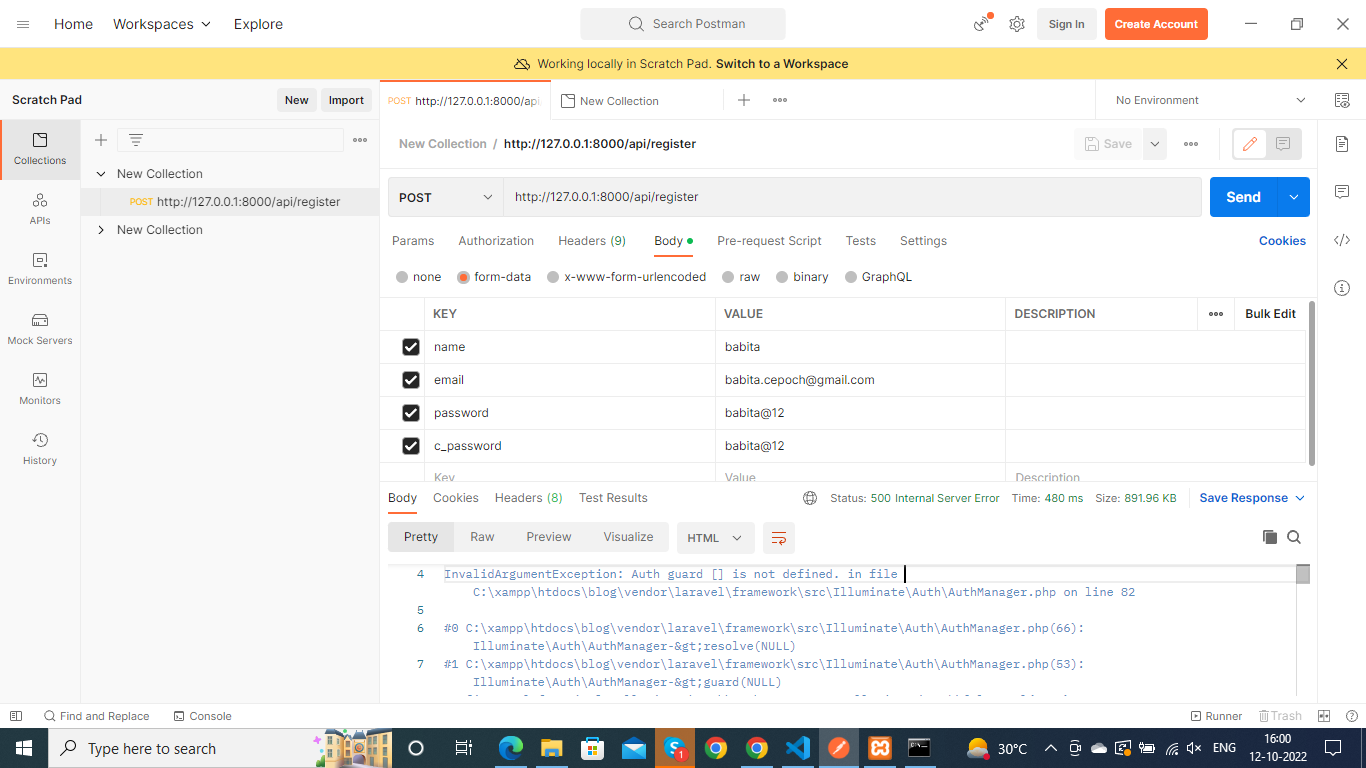 Home Workspaces Explore Search Postman Sign In Create Account
Working locally in Scratch Pad. Switch to a Workspace
Scratch Pad New Import POST http://127.0.0.1:8000/api New Collection No Environment
Collections
APIs
Environments
Mock Servers
Monitors
History
New Collection
POST http://127.0.0.1:8000/api/register
New Collection
New Collection / http://127.0.0.1:8000/api/register Save
POST http://127.0.0.1:8000/api/register Send
Params Authorization Headers (9) Body Pre-request Script Tests Settings Cookies
none form-data x-www-form-urlencoded raw binary GraphQL
KEY VALUE DESCRIPTION Bulk Edit
name babita
email babita.cepoch@gmail.com
password babita@12
c_password babita@12
Key Value Description
Body Cookies Headers (8) Test Results Status: 500 Internal Server Error Time: 480 ms Size: 891.96 KB Save Response
Pretty Raw Preview Visualize HTML
4 InvalidArgumentException: Auth guard [] is not defined. in file
C:\xampp\htdocs\blog\vendor\laravel\framework\src\Illuminate\Auth\AuthManager.php on line 82
5
6 #0 C:\xampp\htdocs\blog\vendor\laravel\framework\src\Illuminate\Auth\AuthManager.php(66):
Illuminate\Auth\AuthManager-&gt;resolve(NULL)
7 #1 C:\xampp\htdocs\blog\vendor\laravel\framework\src\Illuminate\Auth\AuthManager.php(53):
Illuminate\Auth\AuthManager-&gt;guard(NULL)
Find and Replace Console Runner Trash
Type here to search 30°C ENG 16:00
12-10-2022